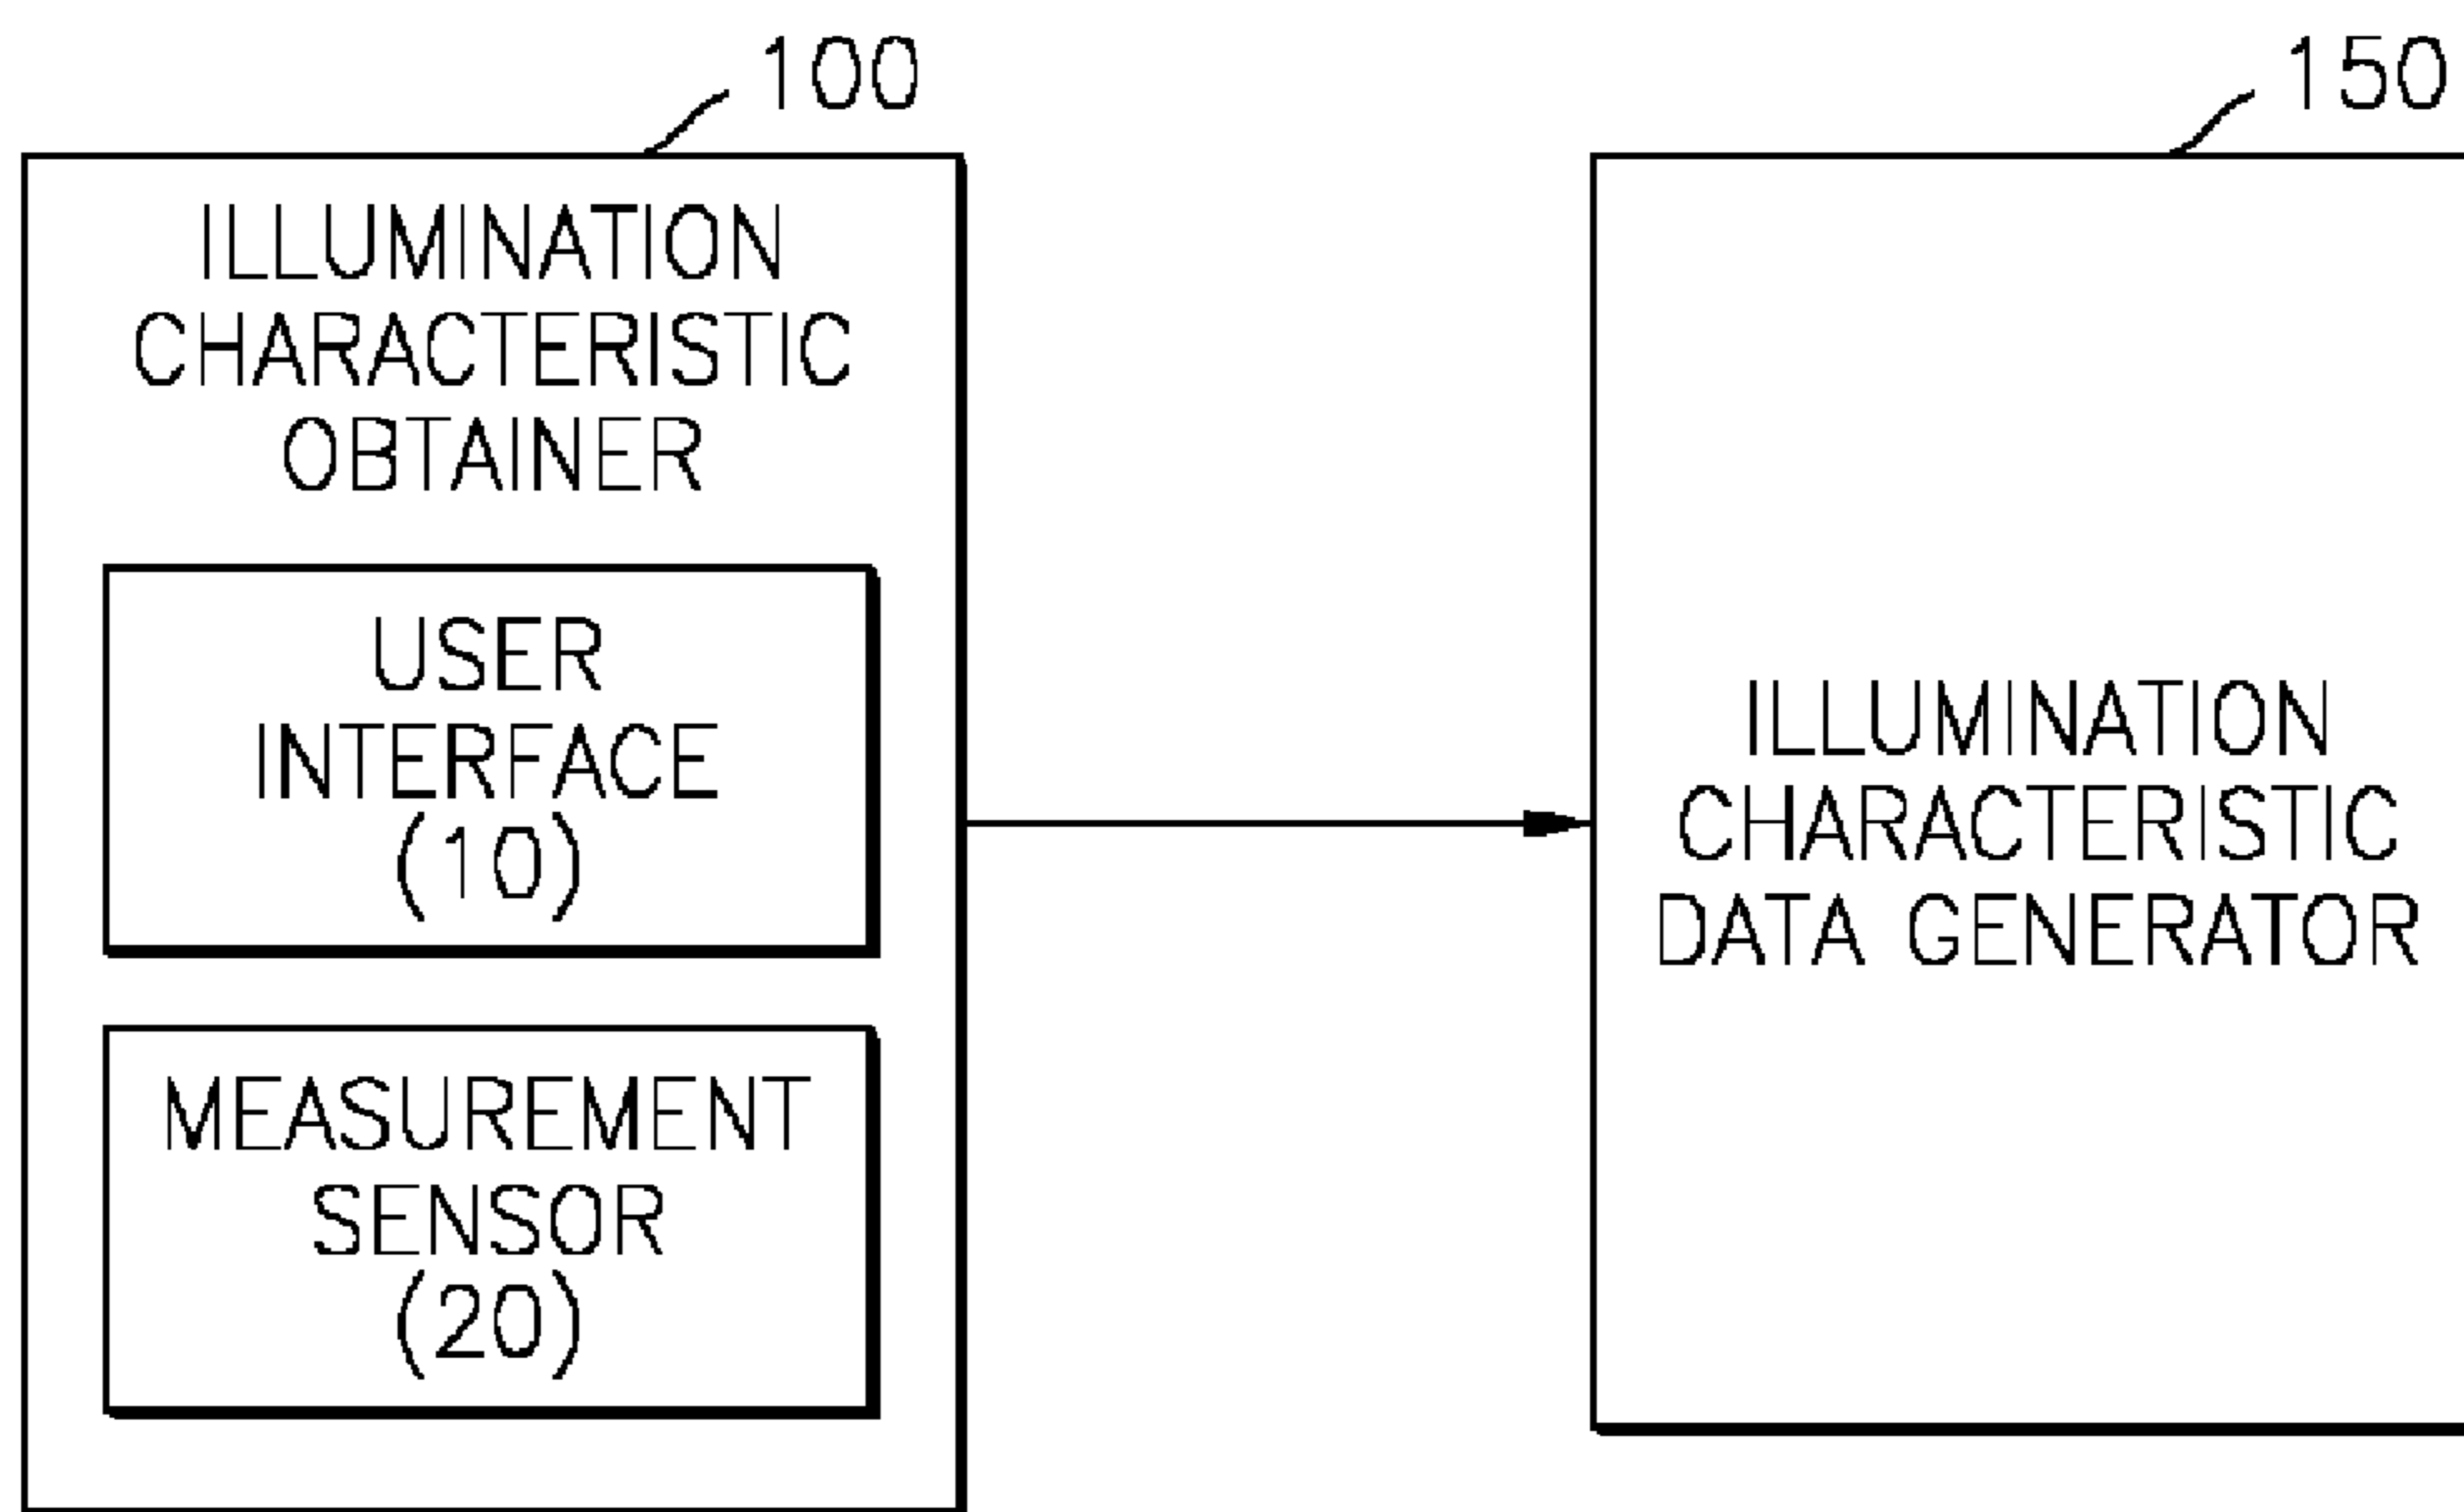 100
ILLUMINATION
CHARACTERISTIC
OBTAINER
USER
INTERFACE
(10)
MEASUREMENT
SENSOR
(20)
150
ILLUMINATION
CHARACTERISTIC
DATA GENERATOR